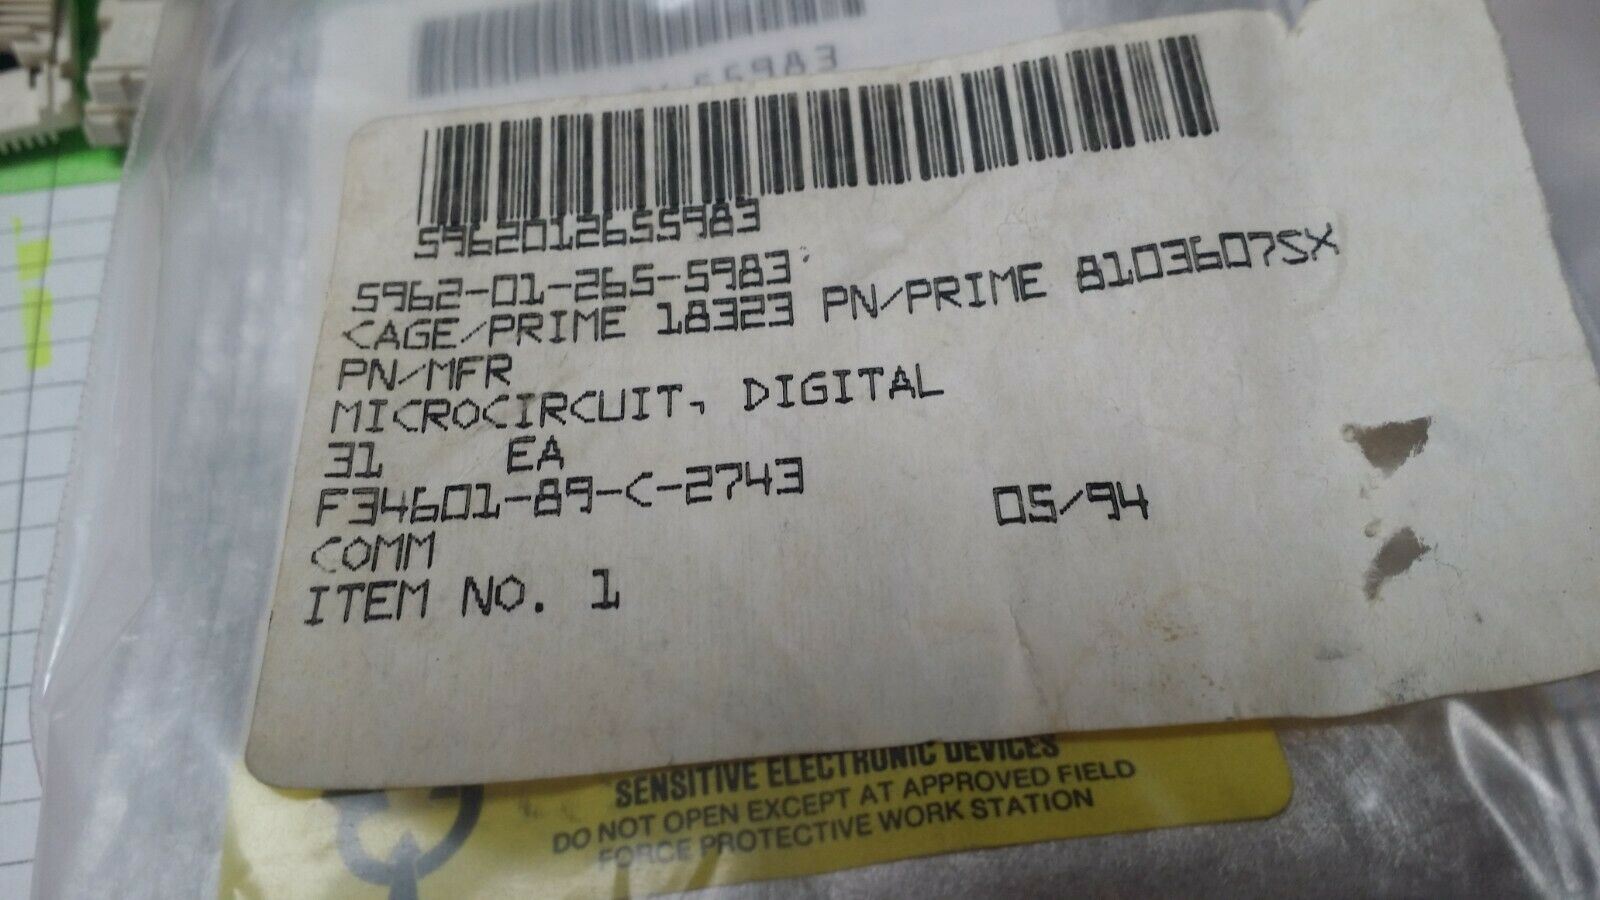 5962012655983
5962-01-265-5983
CAGE/PRIME 18323 PN/PRIME 8103607SX
PN/MFR
MICROCIRCUIT, DIGITAL
31 EA
F34601-89-C-2743 05/94
COMM
ITEM NO. 1
SENSITIVE ELECTRONIC DEVICES
DO NOT OPEN EXCEPT AT APPROVED FIELD
FORCE PROTECTIVE WORK STATION